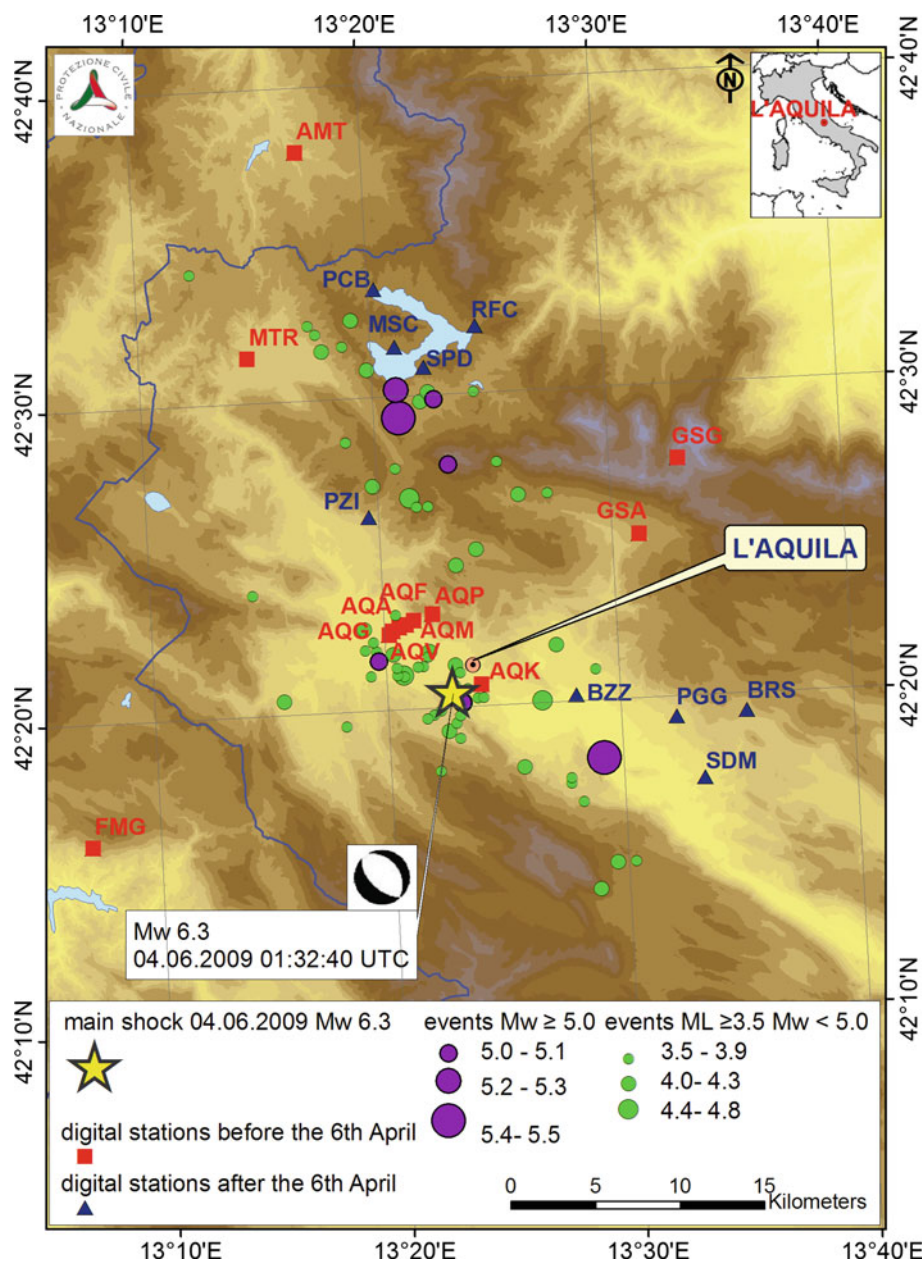 13°10'E 13°20'E 13°30'E 13°40'E
42°40'N 42°40'N
PROTEZIONE CIVILE
NAZIONALE
N
L'AQUILA
AMT
PCB
RFC
MSC
MTR
SPD
42°30'N 42°30'N
GSG
PZI
GSA
L'AQUILA
AQF
AQP
AQA
AQG
AQM
AQV
AQK
42°20'N 42°20'N
BZZ
PGG
BRS
SDM
FMG
Mw 6.3
04.06.2009 01:32:40 UTC
42°10'N 42°10'N
main shock 04.06.2009 Mw 6.3
events Mw ≥ 5.0
events ML ≥3.5 Mw < 5.0
5.0 - 5.1
5.2 - 5.3
5.4- 5.5
3.5 – 3.9
4.0- 4.3
4.4- 4.8
digital stations before the 6th April
digital stations after the 6th April
0 5 10 15
Kilometers
13°10'E 13°20'E 13°30'E 13°40'E